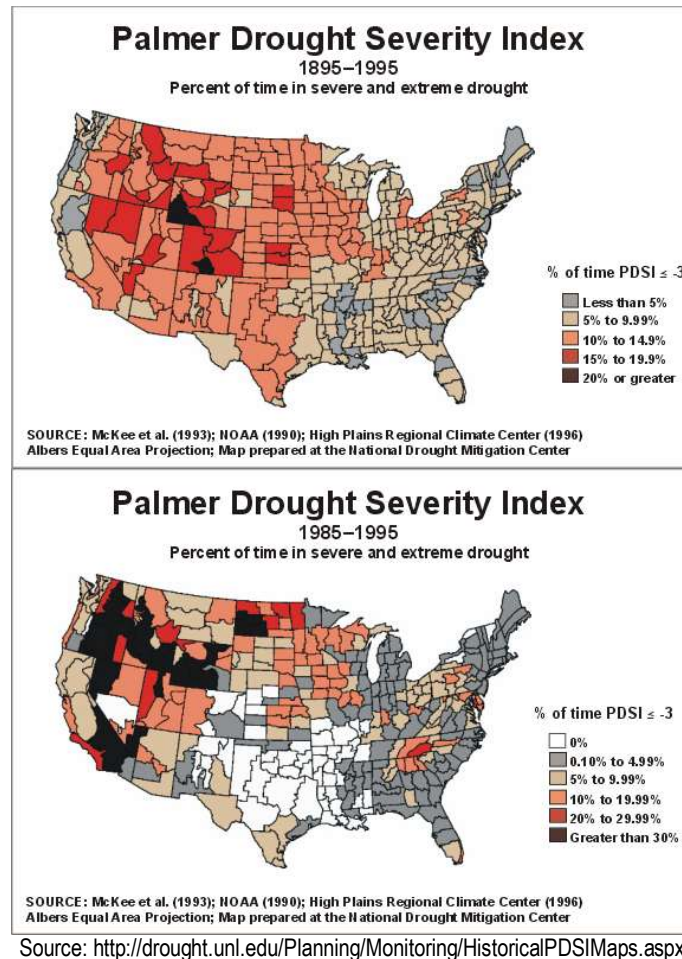 Palmer Drought Severity Index
1895–1995
Percent of time in severe and extreme drought
% of time PDSI ≤ -3
Less than 5%
5% to 9.99%
10% to 14.9%
15% to 19.9%
20% or greater
SOURCE: McKee et al. (1993); NOAA (1990); High Plains Regional Climate Center (1996)
Albers Equal Area Projection; Map prepared at the National Drought Mitigation Center
Palmer Drought Severity Index
1985–1995
Percent of time in severe and extreme drought
% of time PDSI ≤ -3
0%
0.10% to 4.99%
5% to 9.99%
10% to 19.99%
20% to 29.99%
Greater than 30%
SOURCE: McKee et al. (1993); NOAA (1990); High Plains Regional Climate Center (1996)
Albers Equal Area Projection; Map prepared at the National Drought Mitigation Center
Source: http://drought.unl.edu/Planning/Monitoring/HistoricalPDSIMaps.aspx